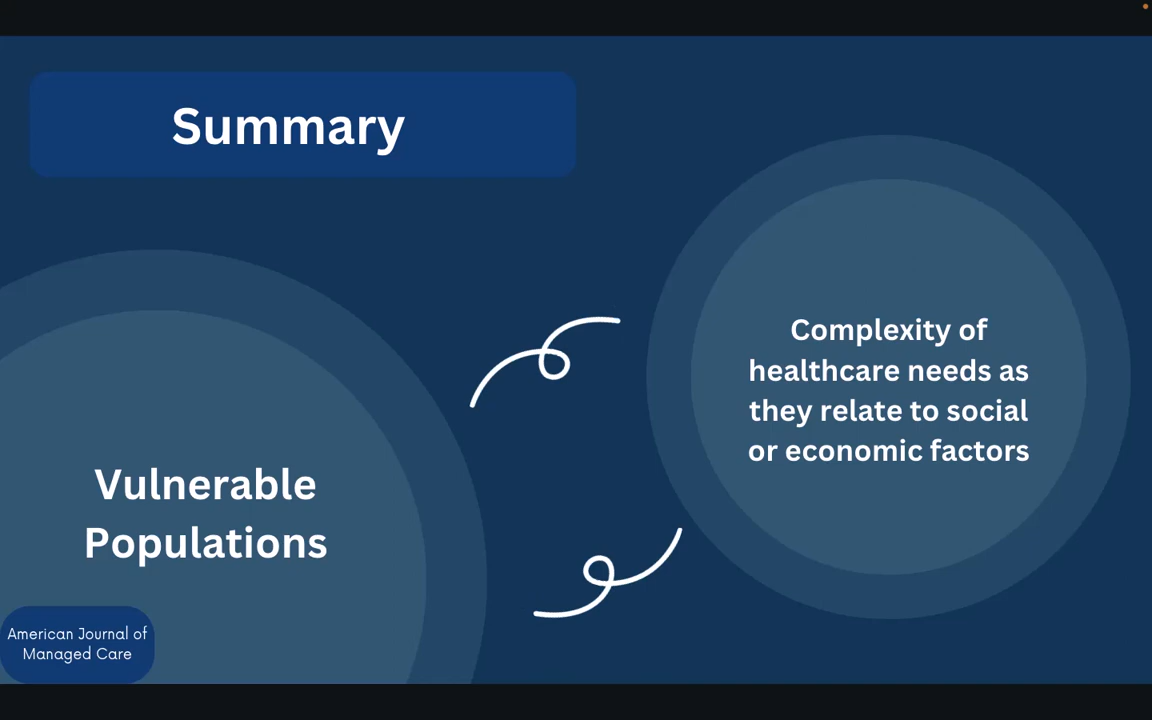 Summary
Vulnerable
Populations
Complexity of
healthcare needs as
they relate to social
or economic factors
American Journal of
Managed Care